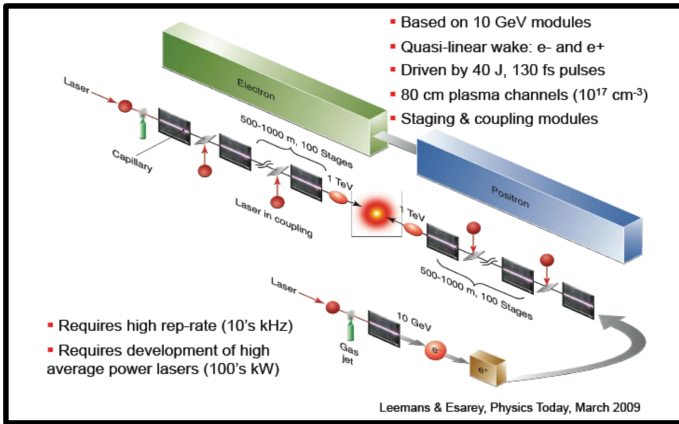 ▪ Based on 10 GeV modules
▪ Quasi-linear wake: e- and e+
▪ Driven by 40 J, 130 fs pulses
▪ 80 cm plasma channels (10¹⁷ cm⁻³)
▪ Staging & coupling modules
Electron
Laser
500-1000 m, 100 Stages
Capillary
Positron
1 TeV
1 TeV
Laser in coupling
500-1000 m, 100 Stages
Laser
10 GeV
▪ Requires high rep-rate (10's kHz)
▪ Requires development of high
average power lasers (100's kW)
Gas
jet
e⁻
e⁺
Leemans & Esarey, Physics Today, March 2009